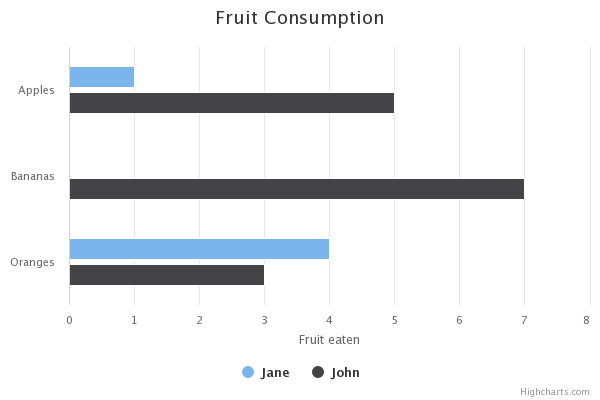 Fruit Consumption
Apples
Bananas
Oranges
0 1 2 3 4 5 6 7 8
Fruit eaten
Jane John
Highcharts.com